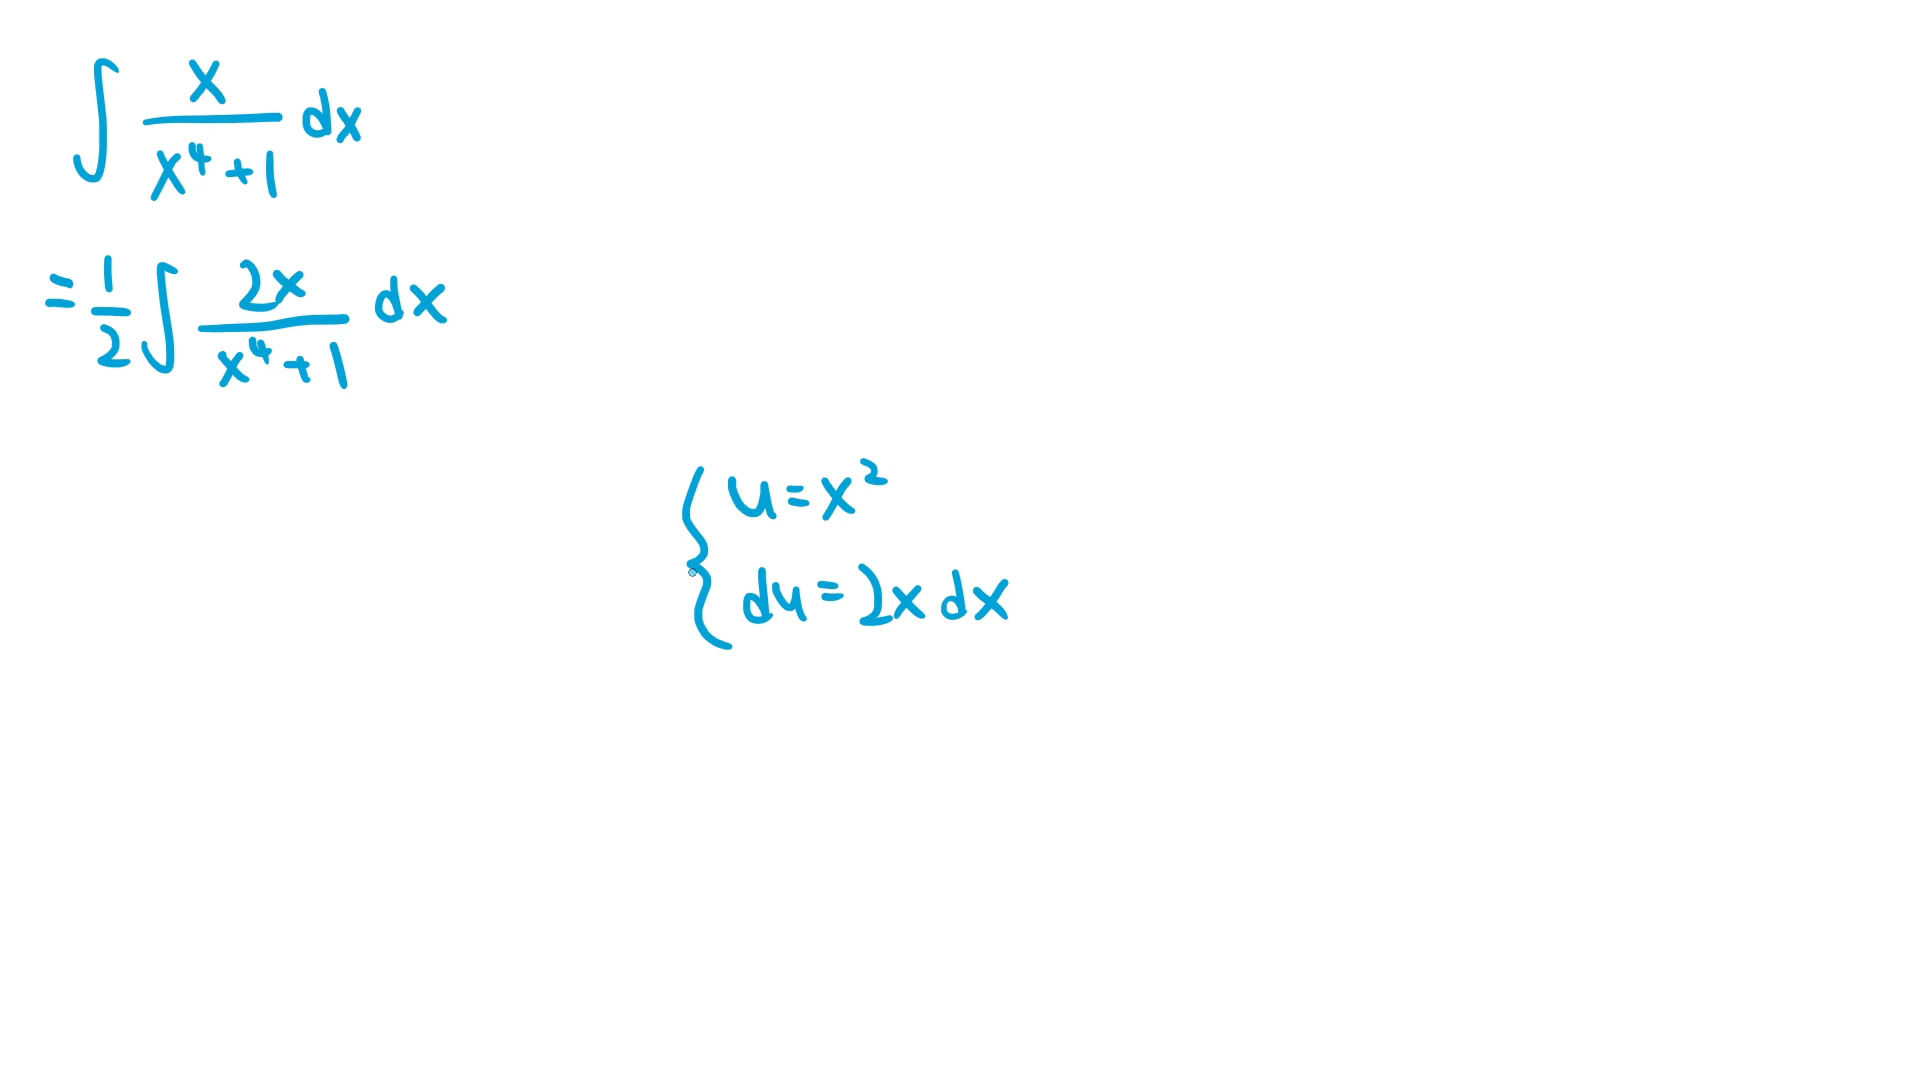 ∫ x/(x⁴+1) dx
= 1/2 ∫ 2x/(x⁴+1) dx
{ u = x²
du = 2x dx